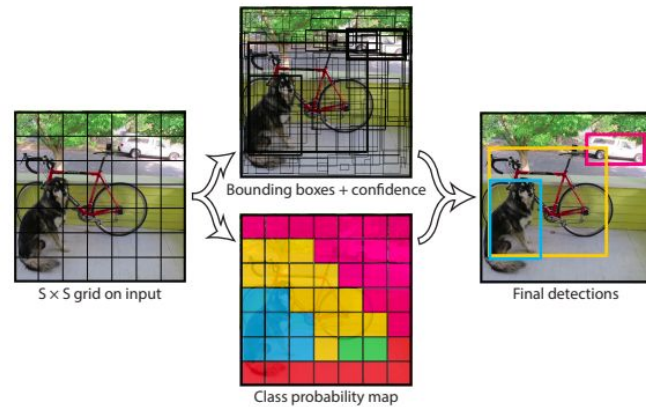 S × S grid on input
Bounding boxes + confidence
Class probability map
Final detections